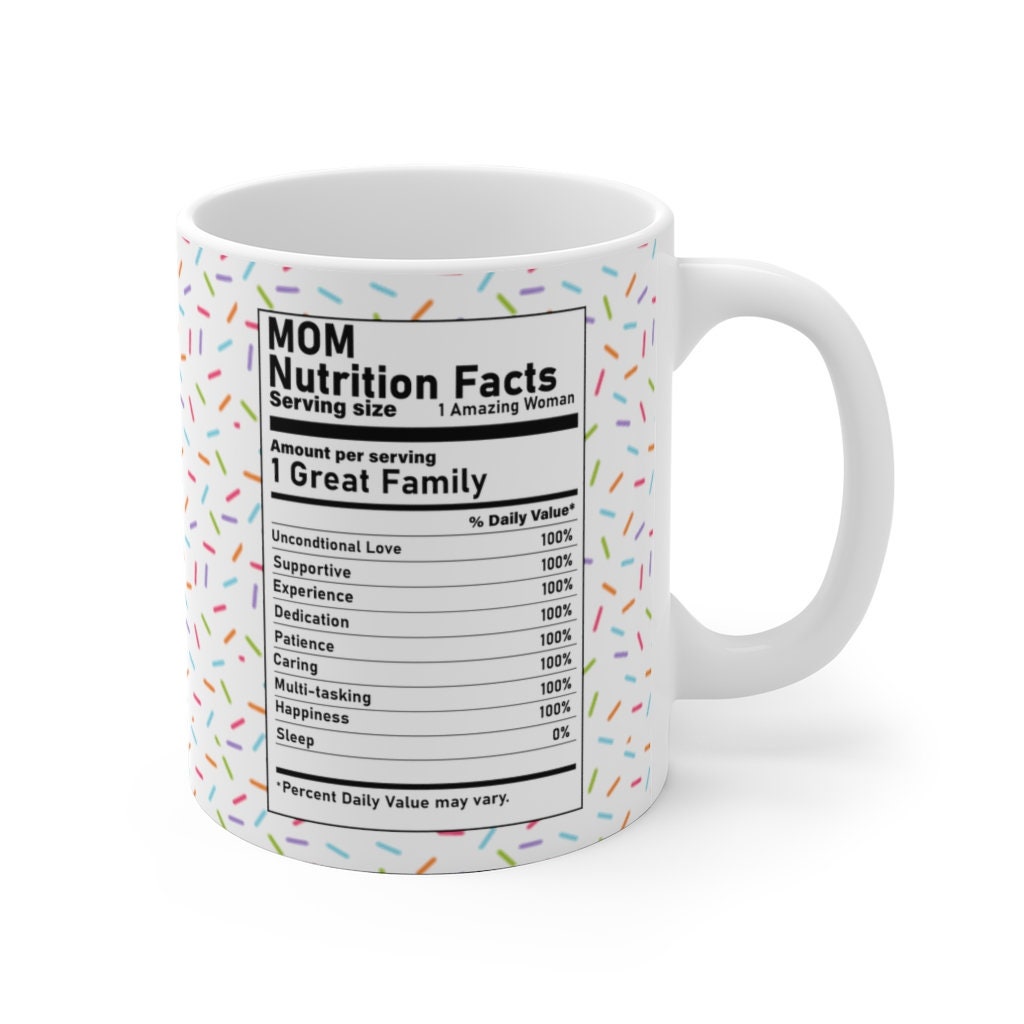 MOM
Nutrition Facts
Serving size 1 Amazing Woman
Amount per serving
1 Great Family
% Daily Value*
Uncondtional Love 100%
Supportive 100%
Experience 100%
Dedication 100%
Patience 100%
Caring 100%
Multi-tasking 100%
Happiness 100%
Sleep 0%
*Percent Daily Value may vary.